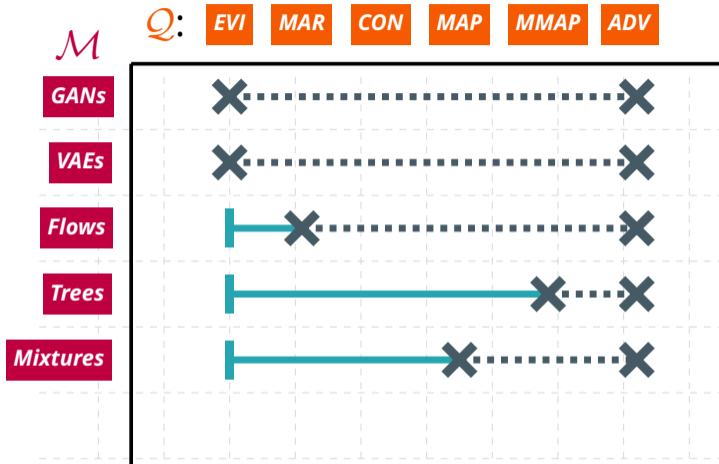 𝒬: EVI MAR CON MAP MMAP ADV
ℳ
GANs
VAEs
Flows
Trees
Mixtures